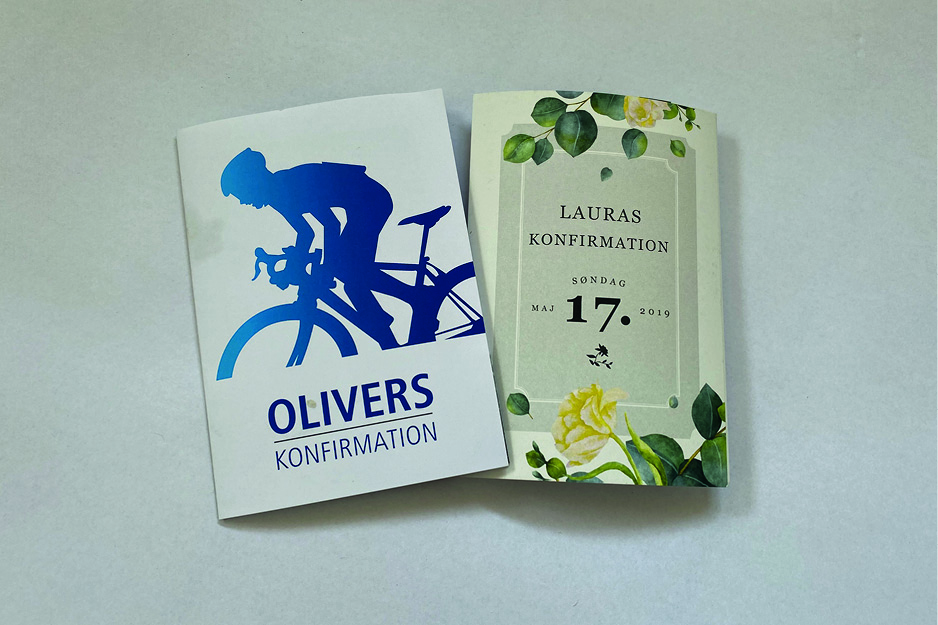 OLIVERS
KONFIRMATION
LAURAS
KONFIRMATION
SØNDAG
MAJ 17. 2019